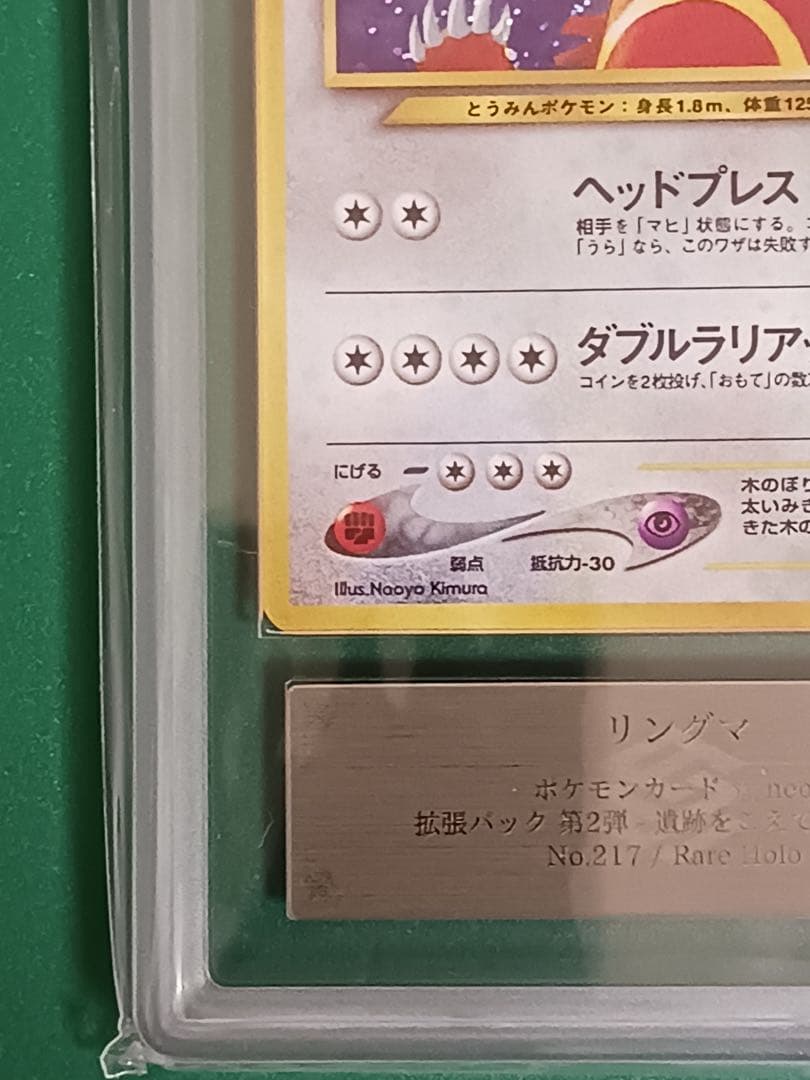 とうみんポケモン：身長1.8m、体重125
ヘッドプレス
相手を「マヒ」状態にする。
「うら」なら、このワザは失敗す
ダブルラリアー
コインを2枚投げ、「おもて」の数
にげる
木のぼり
太いみき
きた木の
弱点
抵抗力-30
Illus.Naoyo Kimura
リングマ
ポケモンカード neo
拡張パック 第2弾 - 遺跡をこえて
No.217 / Rare Holo